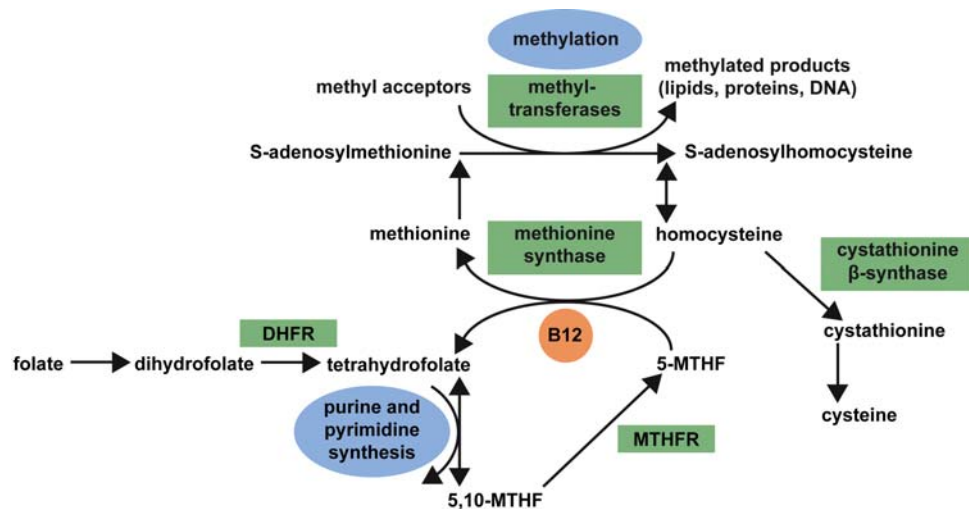 methylation
methyl acceptors
methyl-
transferases
methylated products
(lipids, proteins, DNA)
S-adenosylmethionine
S-adenosylhomocysteine
methionine
methionine
synthase
homocysteine
cystathionine
β-synthase
DHFR
B12
cystathionine
folate
dihydrofolate
tetrahydrofolate
5-MTHF
purine and
pyrimidine
synthesis
MTHFR
cysteine
5,10-MTHF